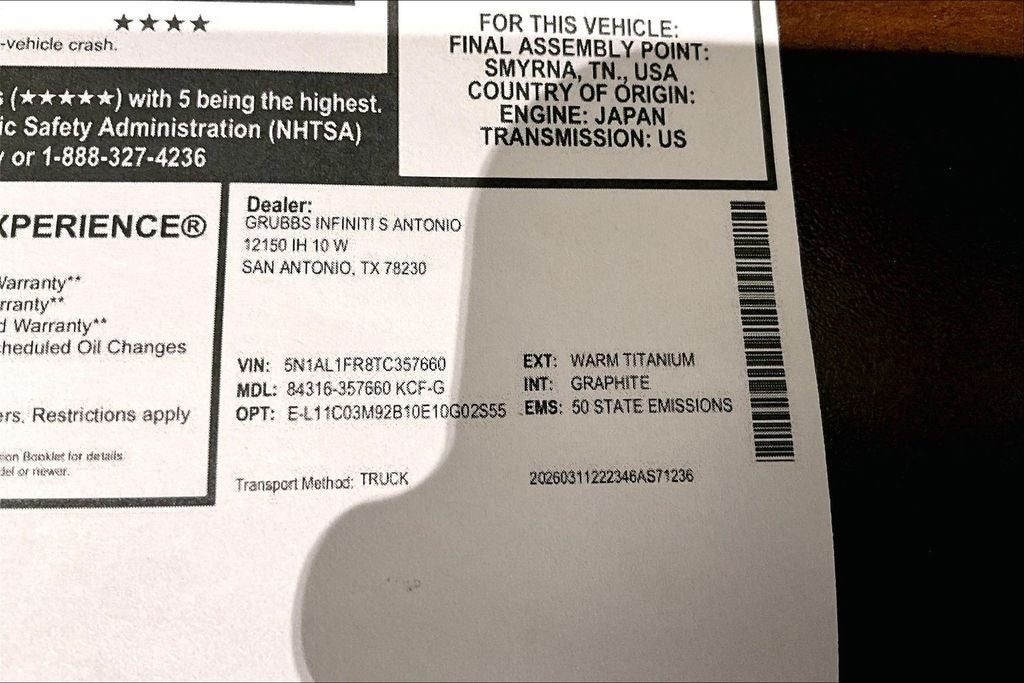 ★★★★
-vehicle crash.
s (★★★★★) with 5 being the highest.
ic Safety Administration (NHTSA)
v or 1-888-327-4236
FOR THIS VEHICLE:
FINAL ASSEMBLY POINT:
SMYRNA, TN., USA
COUNTRY OF ORIGIN:
ENGINE: JAPAN
TRANSMISSION: US
XPERIENCE®
Warranty**
rranty**
d Warranty**
cheduled Oil Changes
ers. Restrictions apply
ion Booklet for details.
del or newer.
Dealer:
GRUBBS INFINITI S ANTONIO
12150 IH 10 W
SAN ANTONIO, TX 78230
VIN: 5N1AL1FR8TC357660
MDL: 84316-357660 KCF-G
OPT: E-L11C03M92B10E10G02S55
EXT: WARM TITANIUM
INT: GRAPHITE
EMS: 50 STATE EMISSIONS
Transport Method: TRUCK
20260311222346AS71236